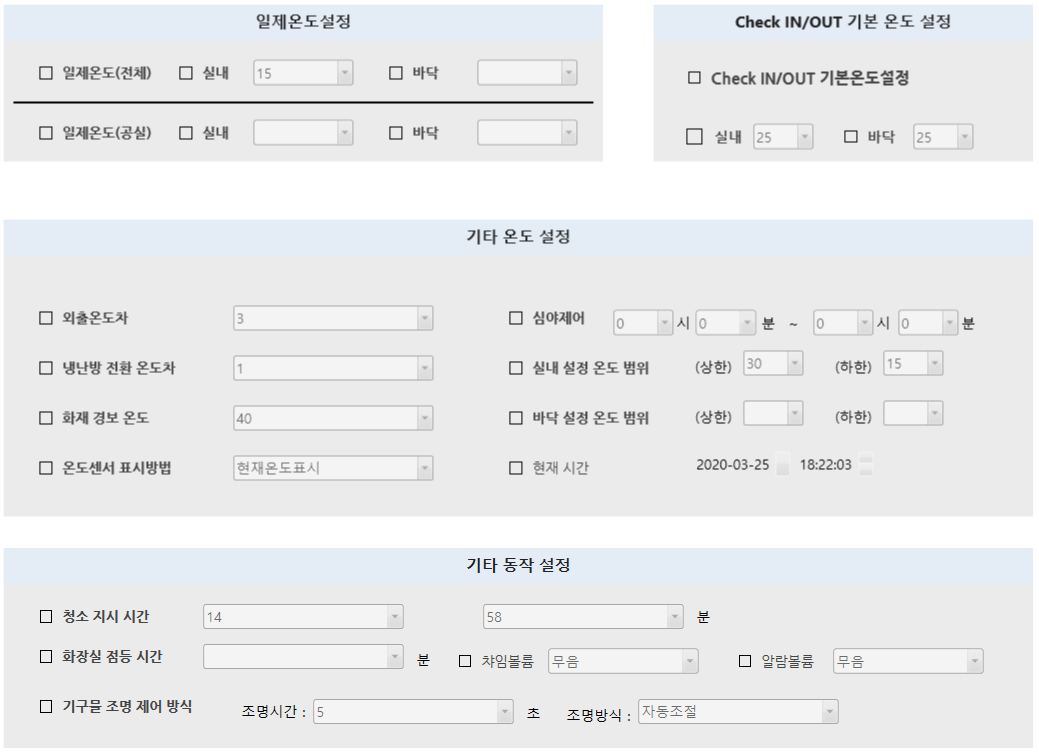 일제온도설정
일제온도(전체) 실내 15 바닥
일제온도(공실) 실내 바닥
Check IN/OUT 기본 온도 설정
Check IN/OUT 기본온도설정
실내 25 바닥 25
기타 온도 설정
외출온도차 3 심야제어 0 시 0 분 ~ 0 시 0 분
냉난방 전환 온도차 1 실내 설정 온도 범위 (상한) 30 (하한) 15
화재 경보 온도 40 바닥 설정 온도 범위 (상한) (하한)
온도센서 표시방법 현재온도표시 현재 시간 2020-03-25 18:22:03
기타 동작 설정
청소 지시 시간 14 58 분
화장실 점등 시간 분 챠임볼륨 무음 알람볼륨 무음
기구물 조명 제어 방식 조명시간 : 5 초 조명방식 : 자동조절